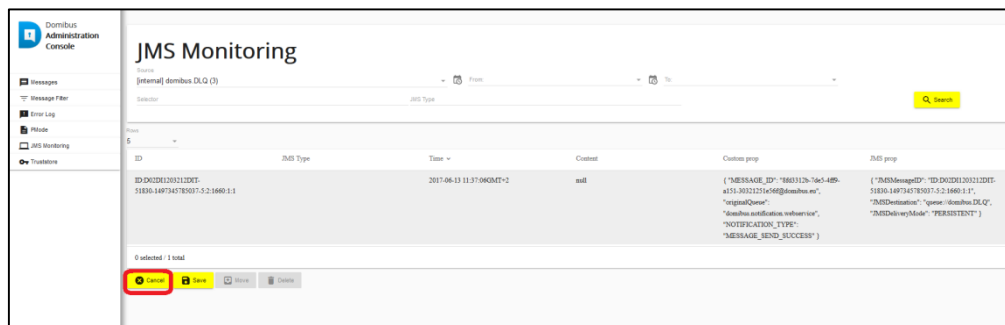 Domibus
Administration
Console
Messages
Message Filter
Error Log
PMode
JMS Monitoring
Truststore
JMS Monitoring
Source
[internal] domibus.DLQ (3)
From:
To:
Selector
JMS Type
Search
Rows
5
ID JMS Type Time Content Custom prop JMS prop
ID:D02DI1203212DIT-
51830-1497345785037-5:2:1660:1:1
2017-06-13 11:37:06GMT+2
null
{ "MESSAGE_ID":
a151-30321251e56f@domibus.eu",
"originalQueue":
"domibus.notification.webservice",
"NOTIFICATION_TYPE":
"MESSAGE_SEND_SUCCESS" }
{ "JMSMessageID": "ID:D02DI1203212DIT-
51830-1497345785037-5:2:1660:1:1",
"JMSDestination": "queue://domibus.DLQ",
"JMSDeliveryMode": "PERSISTENT" }
0 selected / 1 total
Cancel Save Move Delete